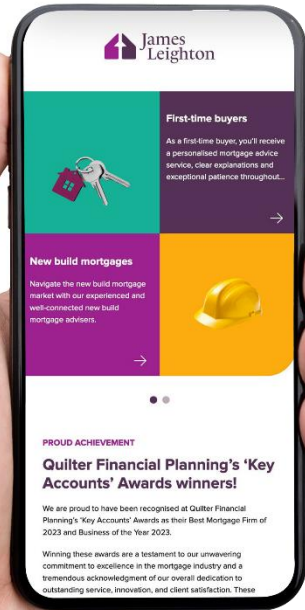 James
Leighton
First-time buyers
As a first-time buyer, you'll receive
a personalised mortgage advice
service, clear explanations and
exceptional patience throughout...
New build mortgages
Navigate the new build mortgage
market with our experienced and
well-connected new build
mortgage advisers.
PROUD ACHIEVEMENT
Quilter Financial Planning's ‘Key
Accounts’ Awards winners!
We are proud to have been recognised at Quilter Financial
Planning's ‘Key Accounts’ Awards as their Best Mortgage Firm of
2023 and Business of the Year 2023.
Winning these awards are a testament to our unwavering
commitment to excellence in the mortgage industry and a
tremendous acknowledgment of our overall dedication to
outstanding service, innovation, and client satisfaction. These